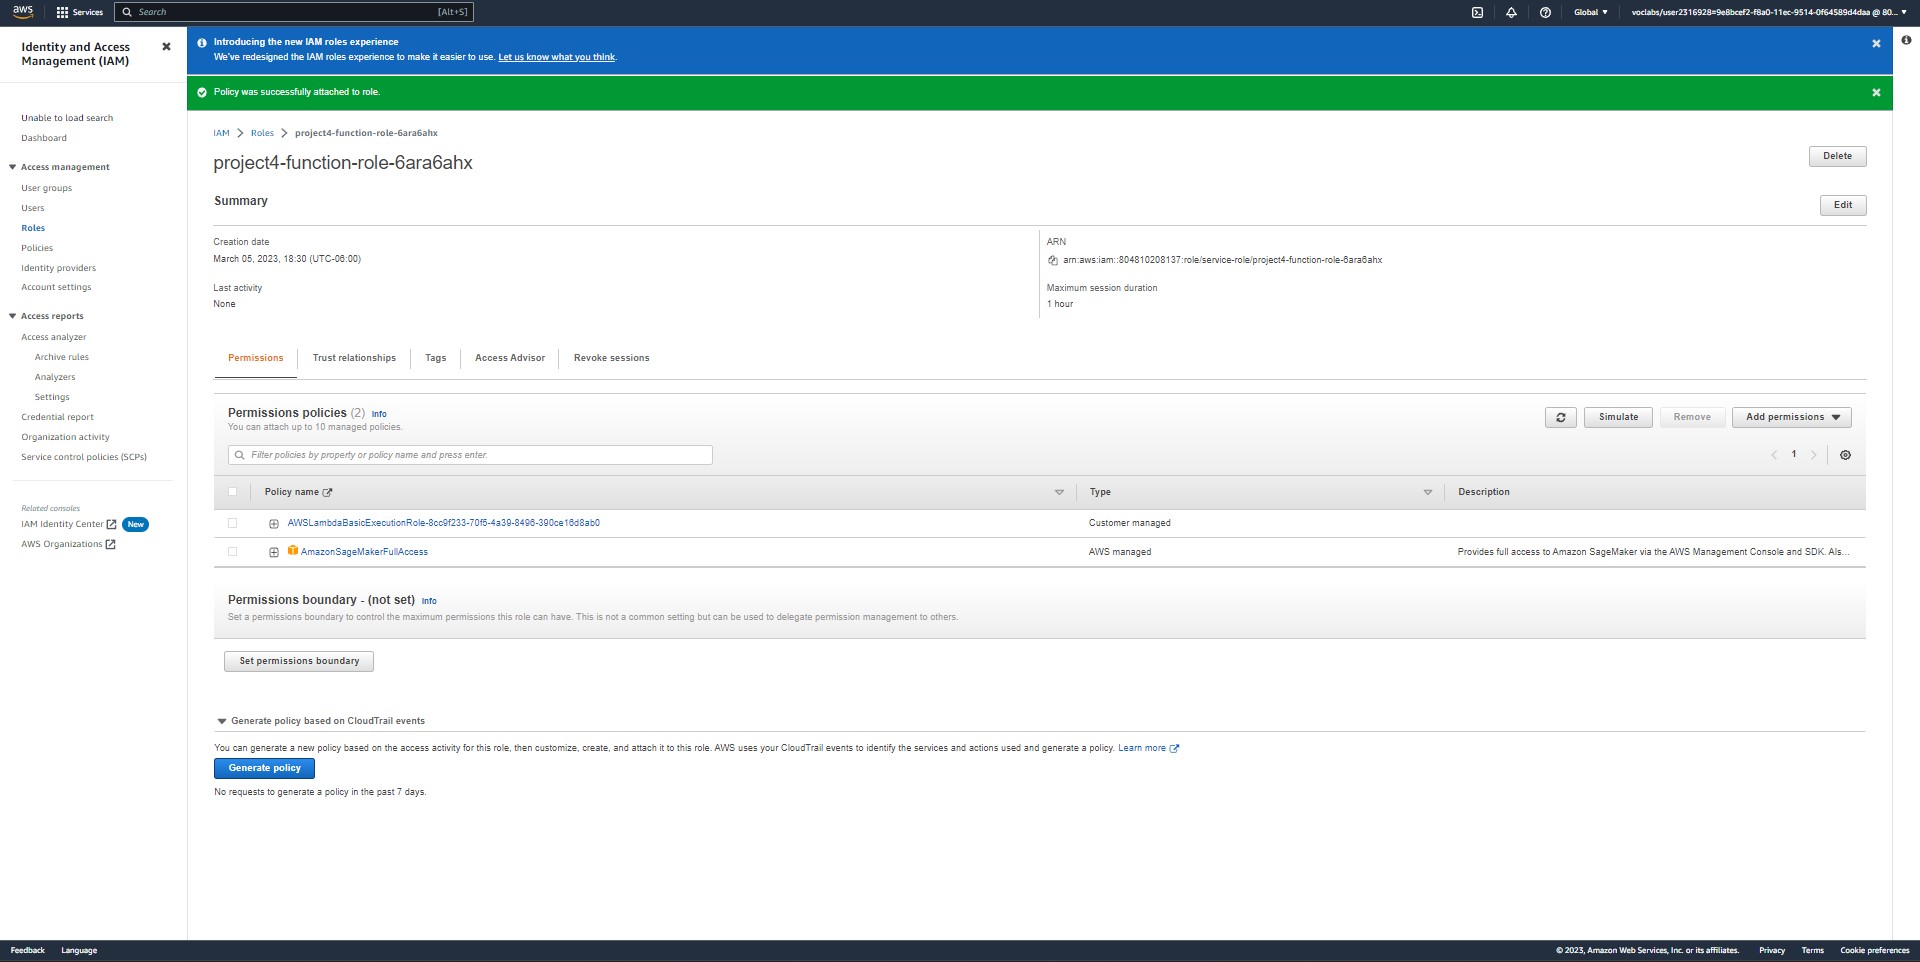 aws
Services
Search
[Alt+S]
Global
voclabs/user2316928=9e8bcef2-f8a0-11ec-9514-0f64589d4daa @ 80...
Identity and Access
Management (IAM)
Unable to load search
Dashboard
Access management
User groups
Users
Roles
Policies
Identity providers
Account settings
Access reports
Access analyzer
Archive rules
Analyzers
Settings
Credential report
Organization activity
Service control policies (SCPs)
Related consoles
IAM Identity Center New
AWS Organizations
Introducing the new IAM roles experience
We've redesigned the IAM roles experience to make it easier to use. Let us know what you think.
Policy was successfully attached to role.
IAM > Roles > project4-function-role-6ara6ahx
project4-function-role-6ara6ahx
Delete
Summary
Edit
Creation date
March 05, 2023, 18:30 (UTC-06:00)
Last activity
None
ARN
arn:aws:iam::804810208137:role/service-role/project4-function-role-6ara6ahx
Maximum session duration
1 hour
Permissions
Trust relationships
Tags
Access Advisor
Revoke sessions
Permissions policies (2) Info
You can attach up to 10 managed policies.
Simulate
Remove
Add permissions
Filter policies by property or policy name and press enter.
1
Policy name
Type
Description
AWSLambdaBasicExecutionRole-8cc9f233-70f5-4a39-8496-390ce16d8ab0
Customer managed
AmazonSageMakerFullAccess
AWS managed
Provides full access to Amazon SageMaker via the AWS Management Console and SDK. Als...
Permissions boundary - (not set) Info
Set a permissions boundary to control the maximum permissions this role can have. This is not a common setting but can be used to delegate permission management to others.
Set permissions boundary
Generate policy based on CloudTrail events
You can generate a new policy based on the access activity for this role, then customize, create, and attach it to this role. AWS uses your CloudTrail events to identify the services and actions used and generate a policy. Learn more
Generate policy
No requests to generate a policy in the past 7 days.
Feedback
Language
© 2023, Amazon Web Services, Inc. or its affiliates.
Privacy
Terms
Cookie preferences